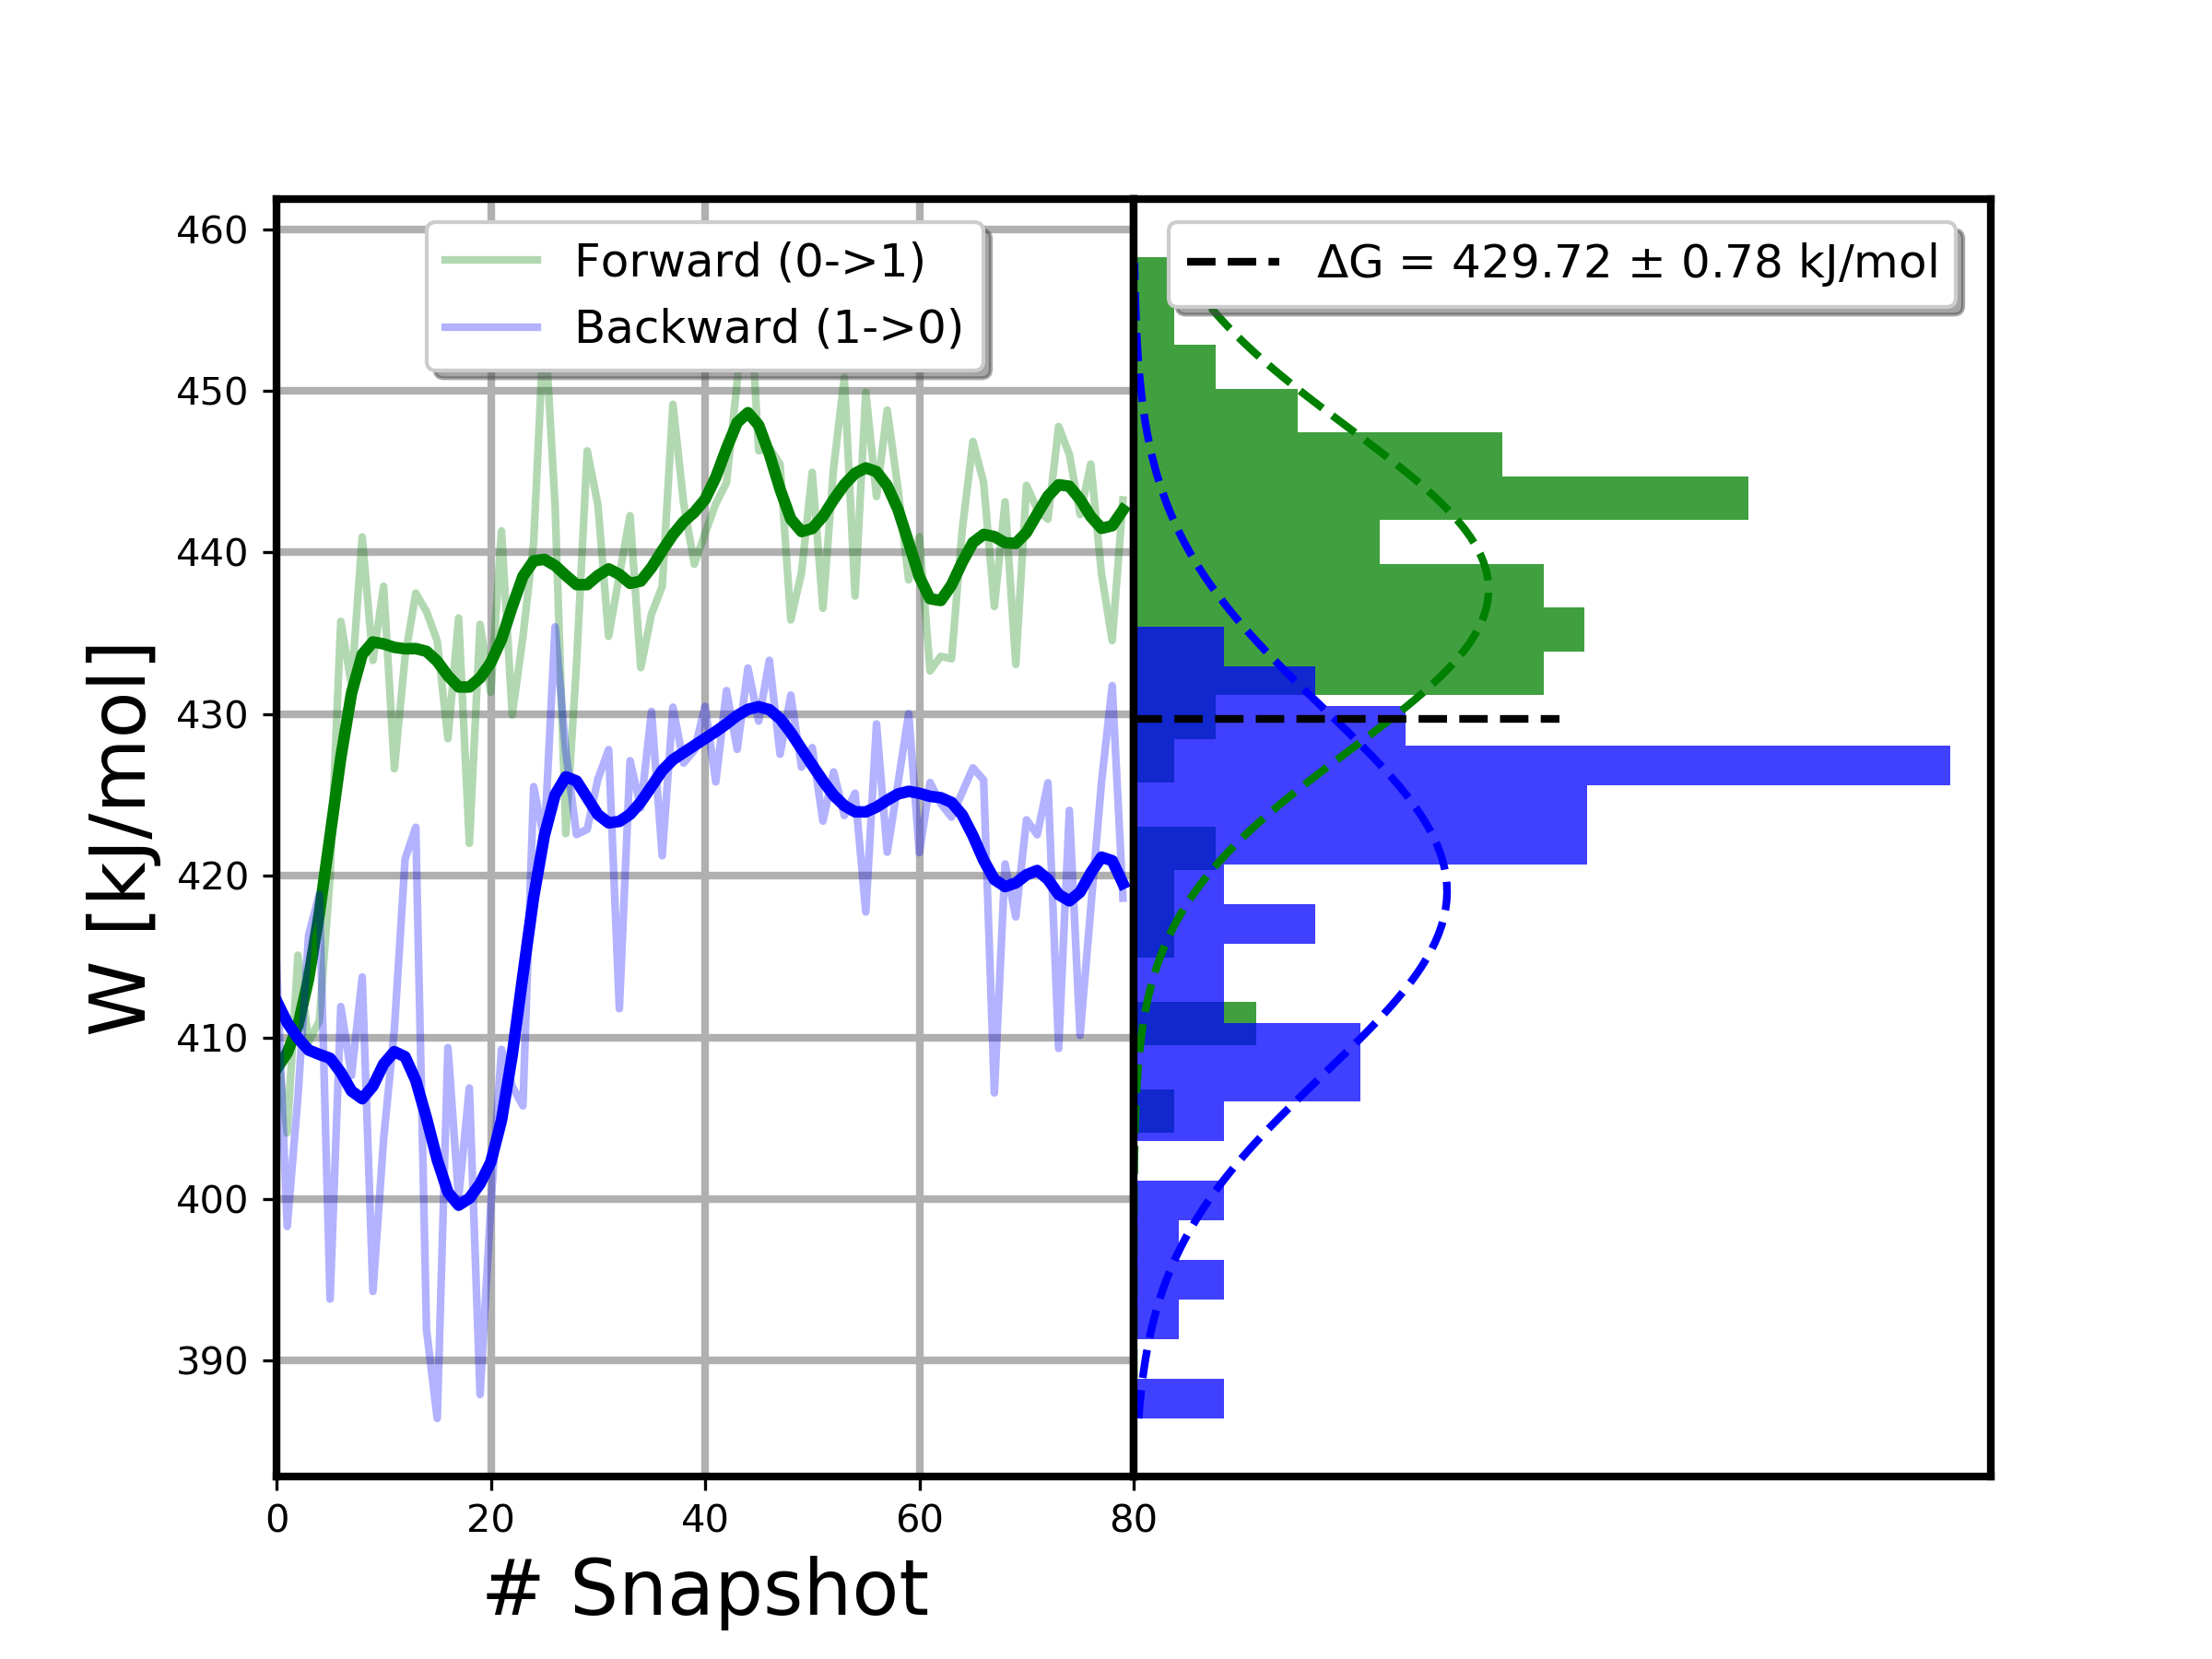 Forward (0->1)
Backward (1->0)
ΔG = 429.72 ± 0.78 kJ/mol
460
450
440
430
420
410
400
390
W [kJ/mol]
0 20 40 60 80
# Snapshot